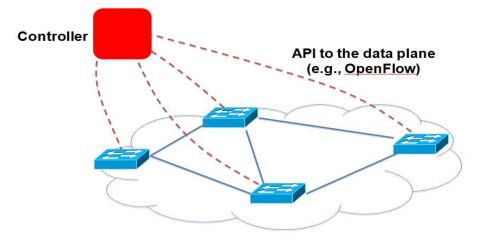 Controller
API to the data plane
(e.g., OpenFlow)